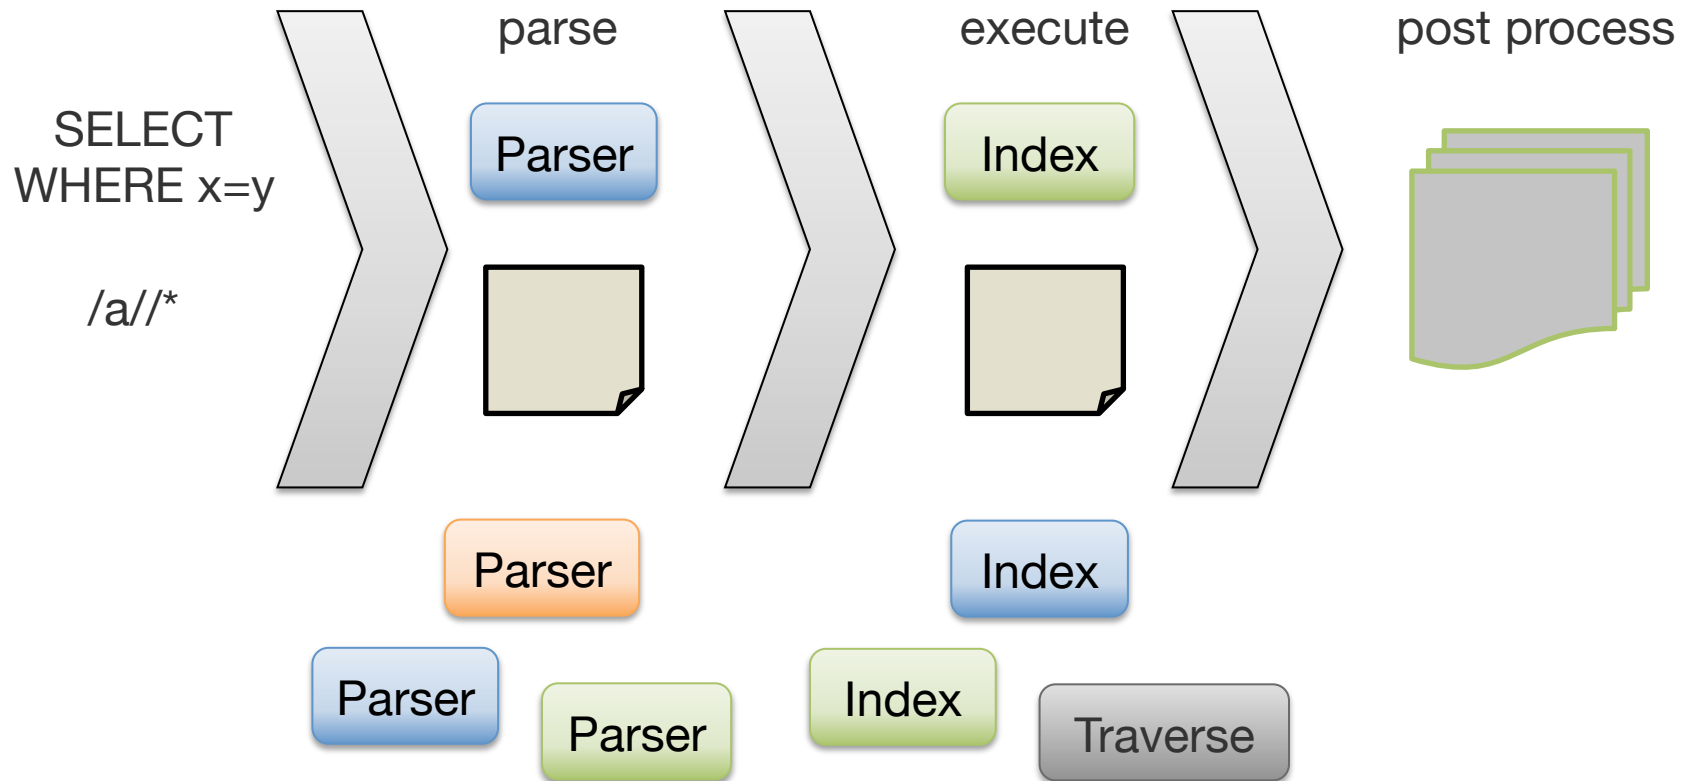 parse
execute
post process
SELECT
WHERE x=y
/a//*
Parser
Index
Parser
Index
Parser
Parser
Index
Traverse